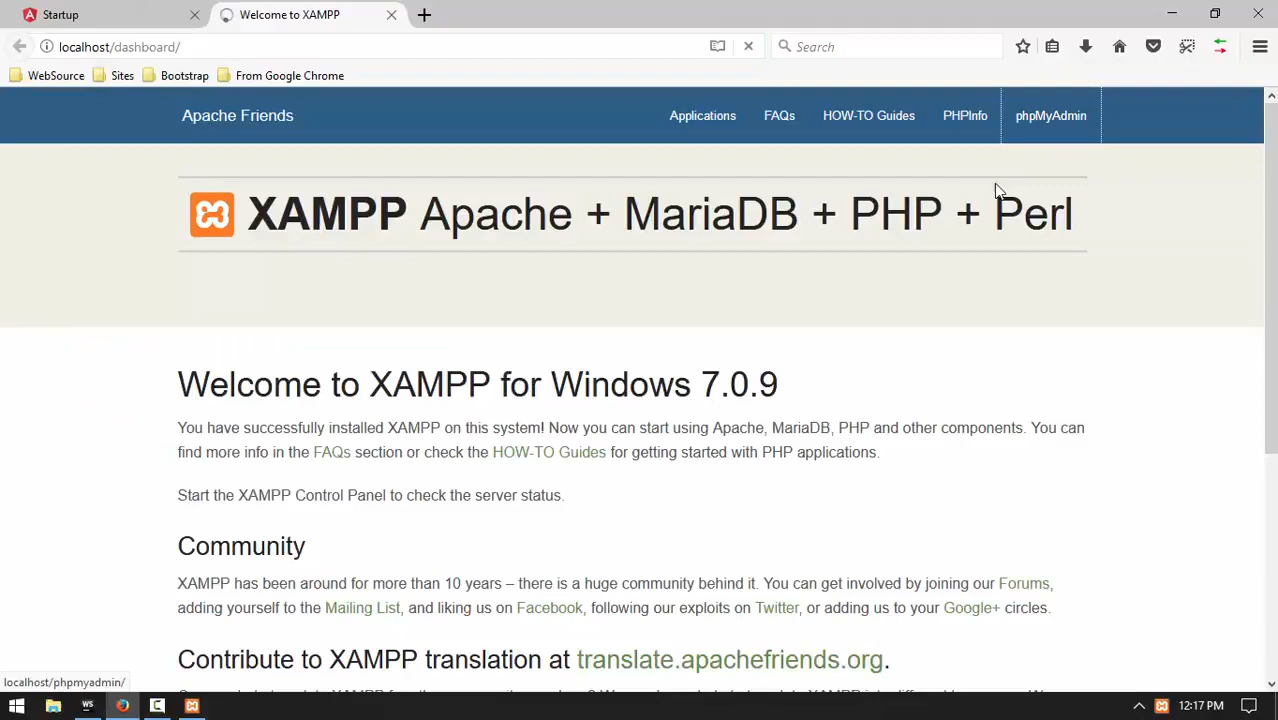 Startup
Welcome to XAMPP
localhost/dashboard/
Search
WebSource Sites Bootstrap From Google Chrome
Apache Friends Applications FAQs HOW-TO Guides PHPInfo phpMyAdmin
XAMPP Apache + MariaDB + PHP + Perl
Welcome to XAMPP for Windows 7.0.9
You have successfully installed XAMPP on this system! Now you can start using Apache, MariaDB, PHP and other components. You can
find more info in the FAQs section or check the HOW-TO Guides for getting started with PHP applications.
Start the XAMPP Control Panel to check the server status.
Community
XAMPP has been around for more than 10 years – there is a huge community behind it. You can get involved by joining our Forums,
adding yourself to the Mailing List, and liking us on Facebook, following our exploits on Twitter, or adding us to your Google+ circles.
Contribute to XAMPP translation at translate.apachefriends.org.
localhost/phpmyadmin/
WS
12:17 PM